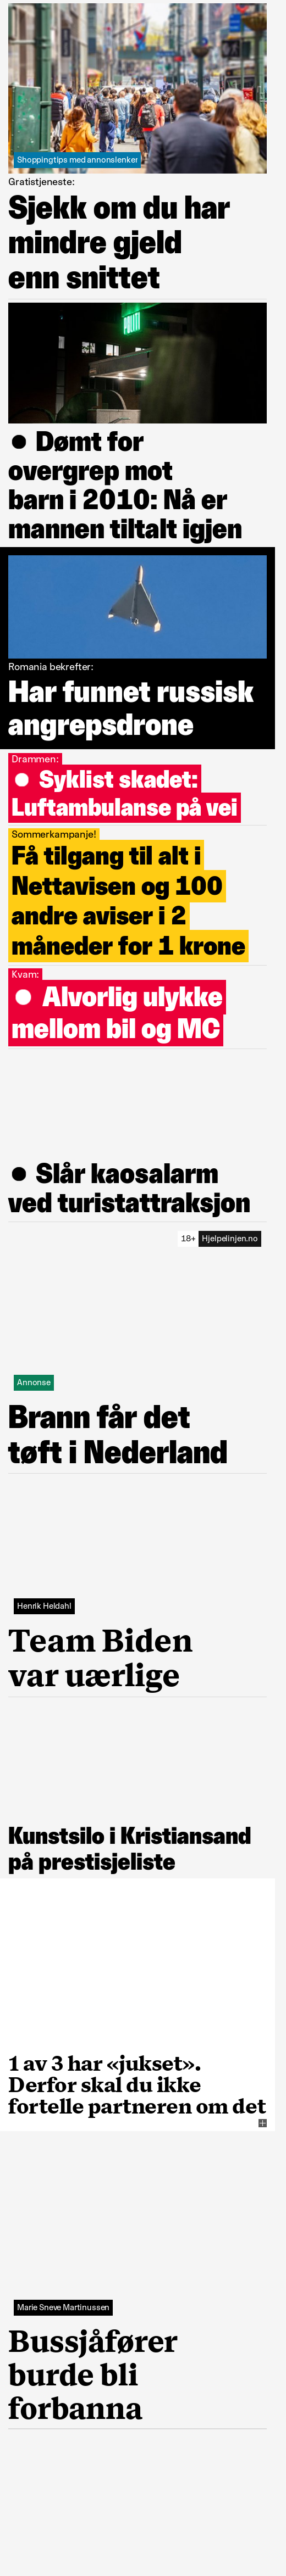 Shoppingtips med annonslenker
Gratistjeneste:
Sjekk om du har
mindre gjeld
enn snittet
POLITI
● Dømt for
overgrep mot
barn i 2010: Nå er
mannen tiltalt igjen
Romania bekrefter:
Har funnet russisk
angrepsdrone
Drammen:
● Syklist skadet:
Luftambulanse på vei
Sommerkampanje!
Få tilgang til alt i
Nettavisen og 100
andre aviser i 2
måneder for 1 krone
Kvam:
● Alvorlig ulykke
mellom bil og MC
● Slår kaosalarm
ved turistattraksjon
18+ Hjelpelinjen.no
Annonse
Brann får det
tøft i Nederland
Henrik Heldahl
Team Biden
var uærlige
Kunstsilo i Kristiansand
på prestisjeliste
1 av 3 har «jukset».
Derfor skal du ikke
fortelle partneren om det
Marie Sneve Martinussen
Bussjåfører
burde bli
forbanna